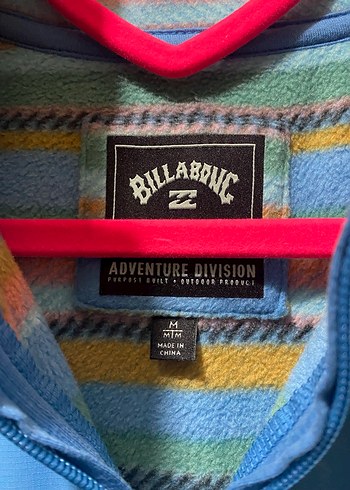 BILLABONG
ADVENTURE DIVISION
PURPOSE BUILT • OUTDOOR PRODUCT
M
M|M
MADE IN
CHINA